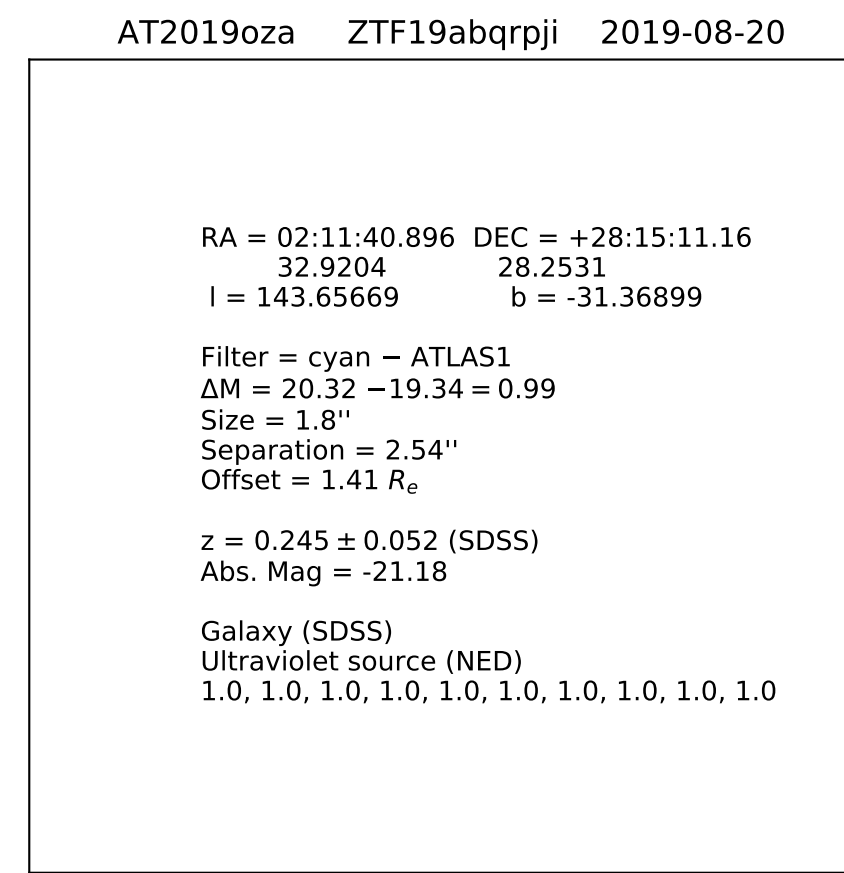 AT2019oza ZTF19abqrpji 2019-08-20
RA = 02:11:40.896 DEC = +28:15:11.16
32.9204 28.2531
l = 143.65669 b = -31.36899
Filter = cyan − ATLAS1
ΔM = 20.32 −19.34 = 0.99
Size = 1.8''
Separation = 2.54''
Offset = 1.41 Rₑ
z = 0.245 ± 0.052 (SDSS)
Abs. Mag = -21.18
Galaxy (SDSS)
Ultraviolet source (NED)
1.0, 1.0, 1.0, 1.0, 1.0, 1.0, 1.0, 1.0, 1.0, 1.0